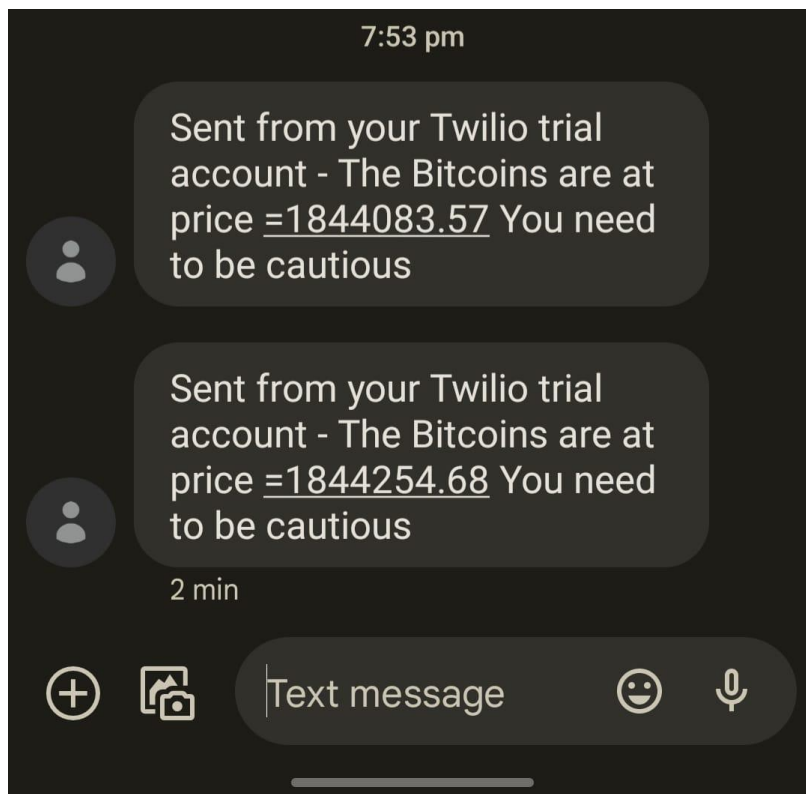 7:53 pm
Sent from your Twilio trial
account - The Bitcoins are at
price =1844083.57 You need
to be cautious
Sent from your Twilio trial
account - The Bitcoins are at
price =1844254.68 You need
to be cautious
2 min
Text message